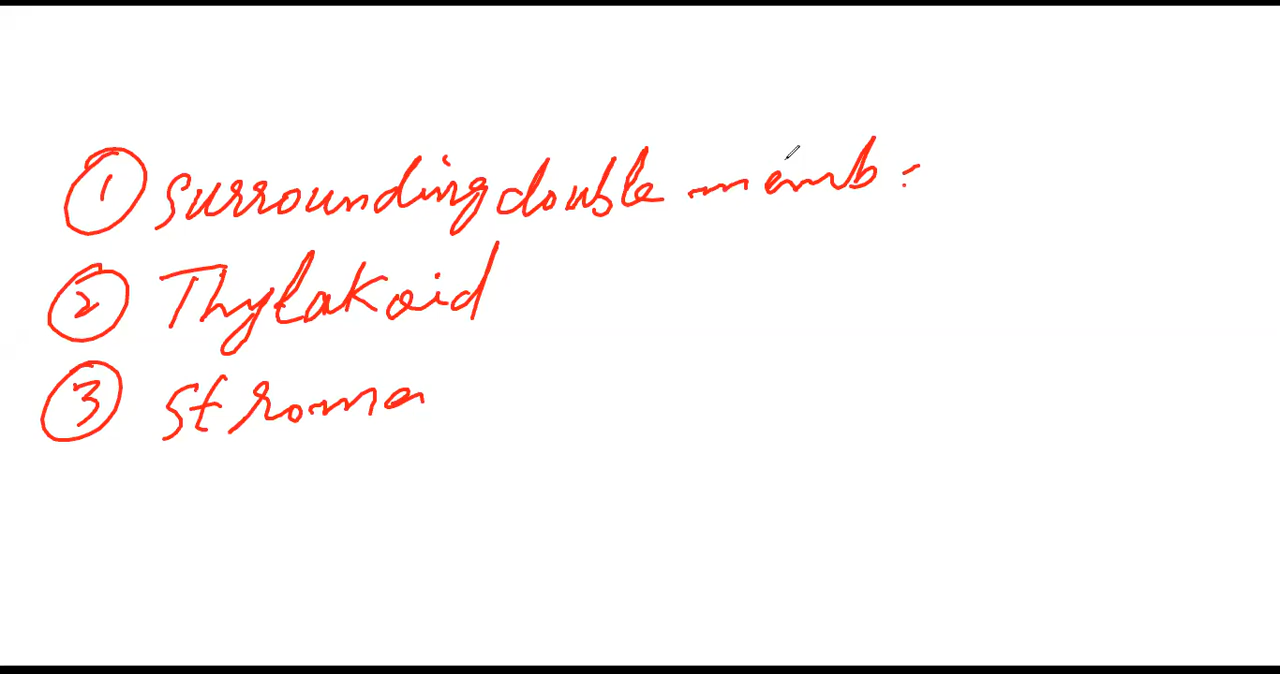 ① surrounding double memb :
② Thylakoid
③ stroma